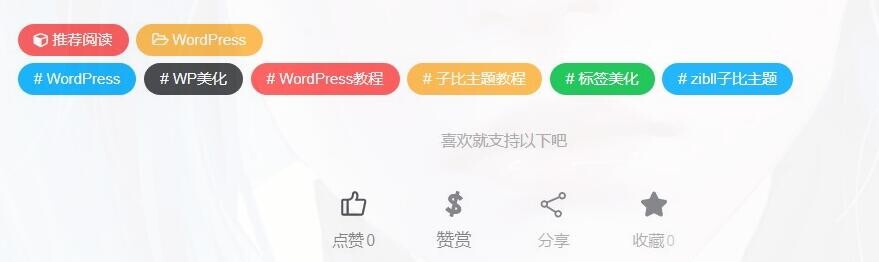 推荐阅读 WordPress
# WordPress # WP美化 # WordPress教程 # 子比主题教程 # 标签美化 # zibll子比主题
喜欢就支持以下吧
点赞0 赞赏 分享 收藏0